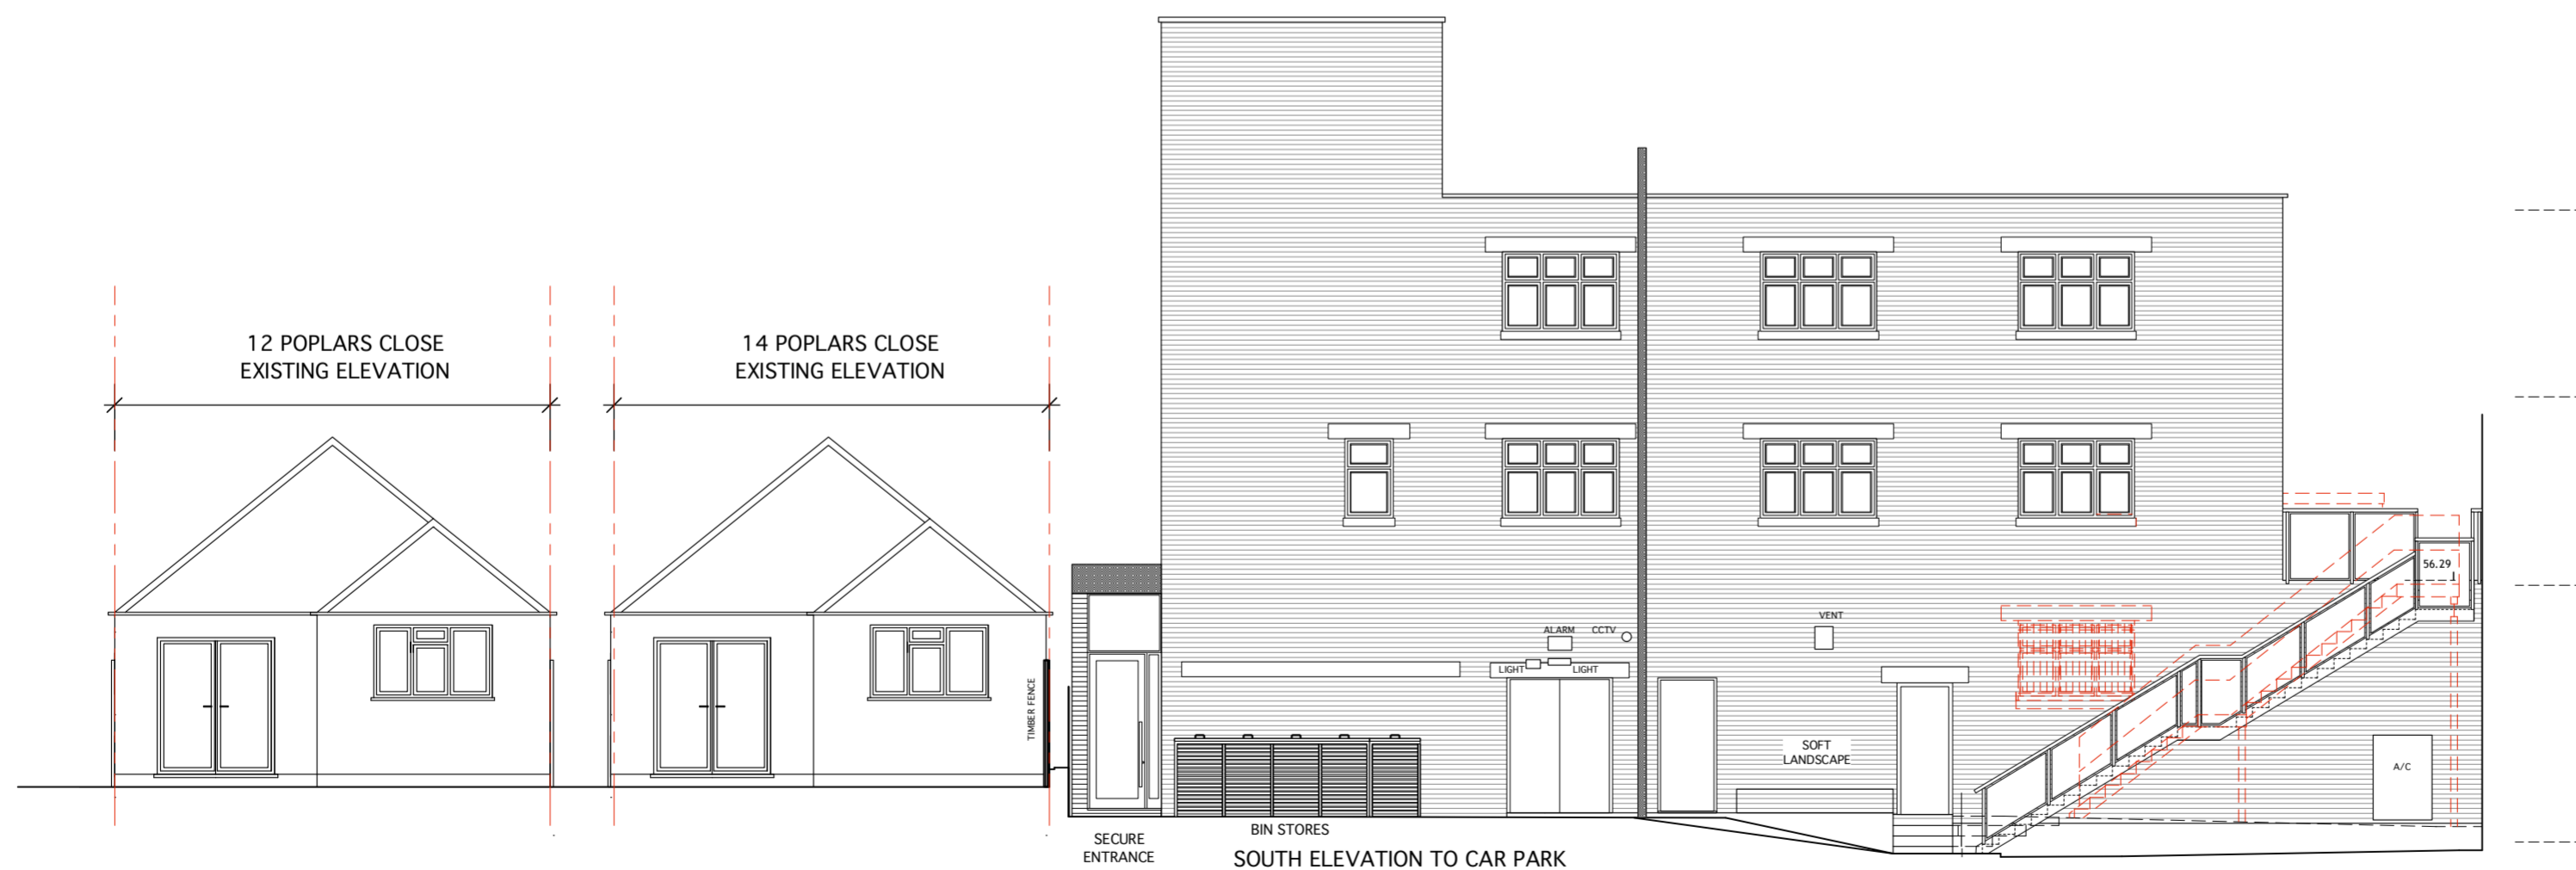 12 POPLARS CLOSE
EXISTING ELEVATION
14 POPLARS CLOSE
EXISTING ELEVATION
TIMBER FENCE
56.29
VENT
ALARM
CCTV
LIGHT
LIGHT
SOFT
LANDSCAPE
A/C
SECURE
ENTRANCE
BIN STORES
SOUTH ELEVATION TO CAR PARK